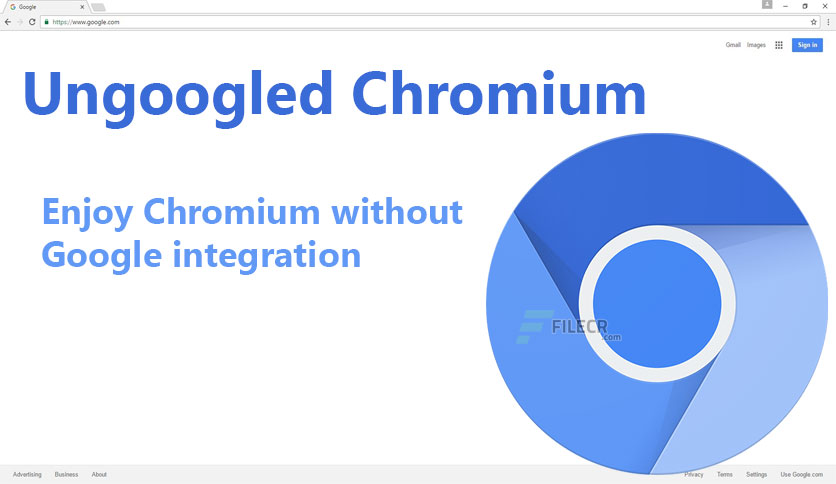 Google
https://www.google.com
Gmail Images Sign in
Ungoogled Chromium
Enjoy Chromium without
Google integration
FILECR
.com
Advertising Business About Privacy Terms Settings Use Google.com